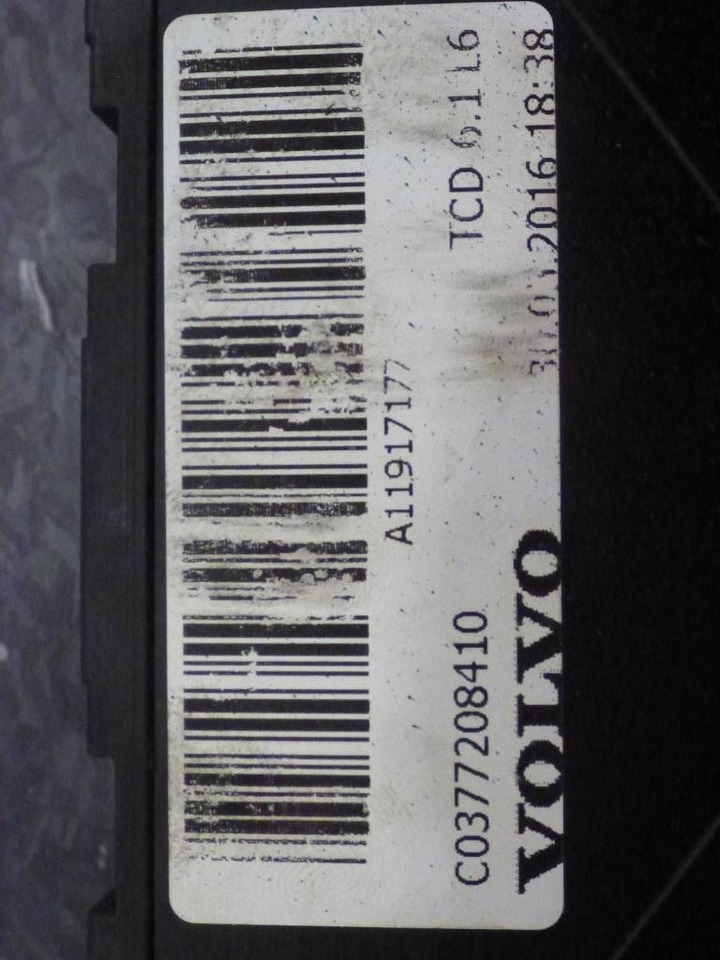 A11917177
C0377208410 TCD 6.1 L6
VOLVO 2016 18:38